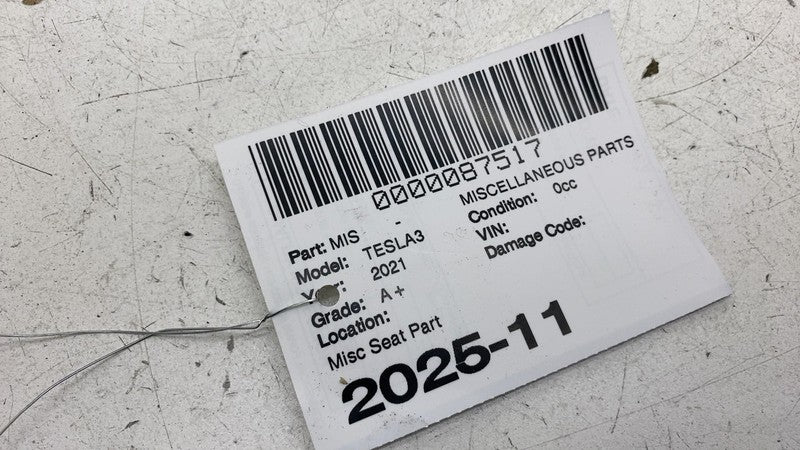 0000087517
Part: MIS - MISCELLANEOUS PARTS
Model: TESLA3 Condition: 0cc
Year: 2021 VIN:
Grade: A+ Damage Code:
Location:
Misc Seat Part
2025-11